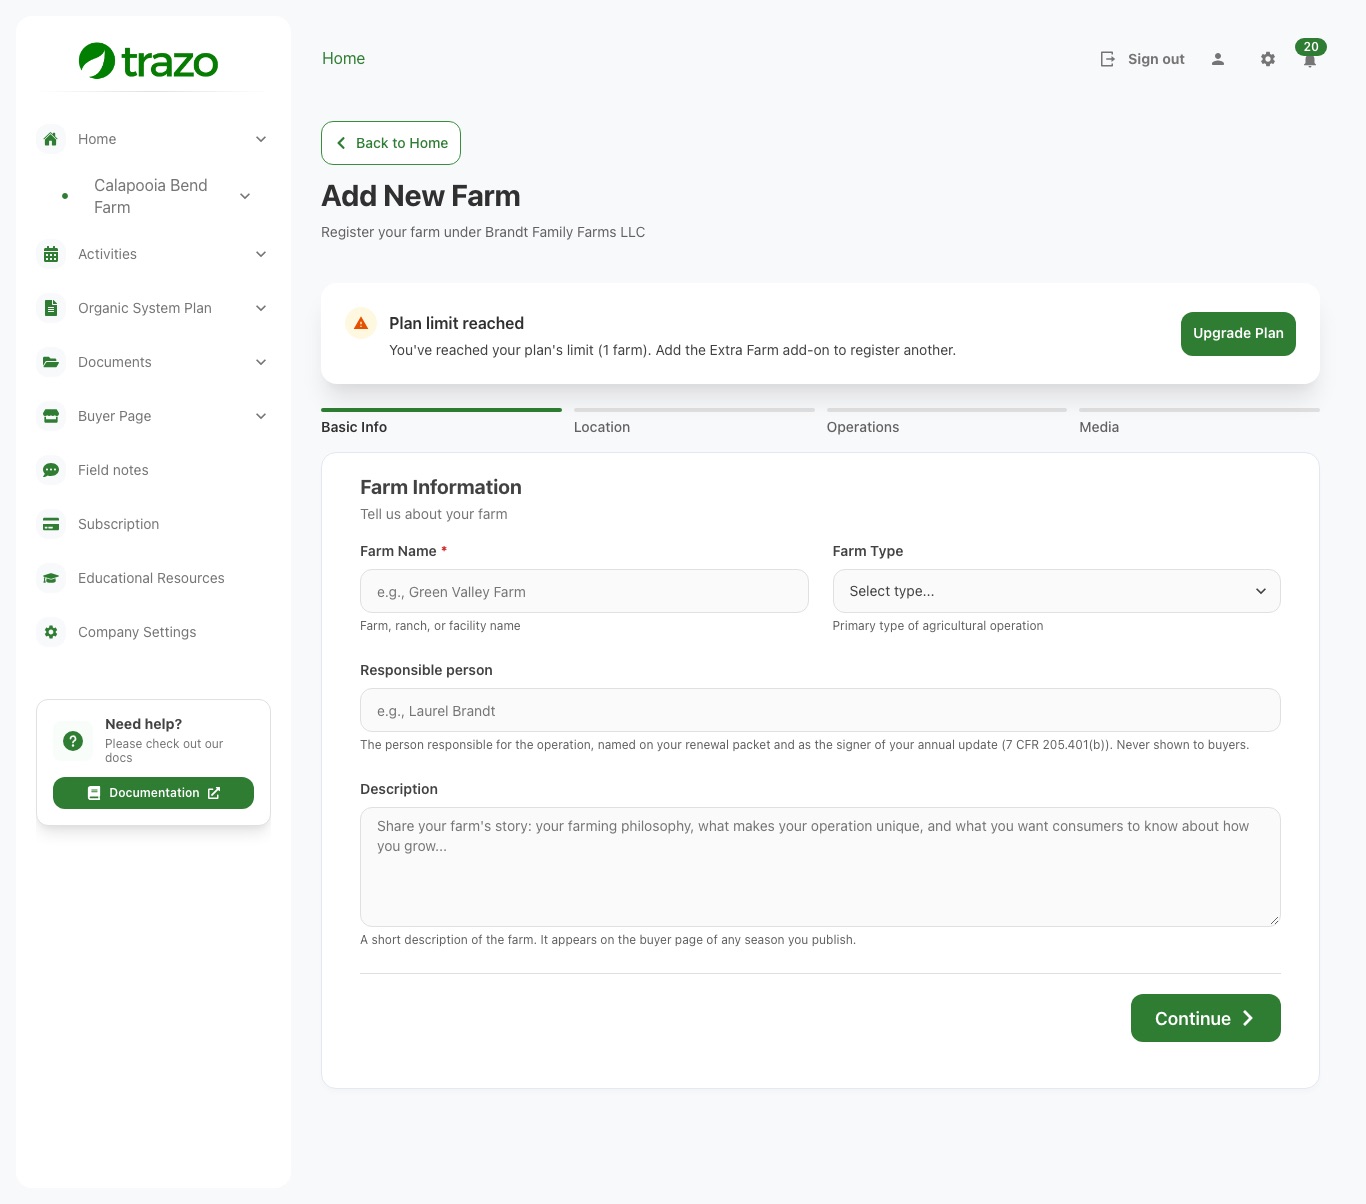 trazo
Home
Calapooia Bend
Farm
Activities
Organic System Plan
Documents
Buyer Page
Field notes
Subscription
Educational Resources
Company Settings
Need help?
Please check out our
docs
Documentation
Home
Sign out
20
Back to Home
Add New Farm
Register your farm under Brandt Family Farms LLC
Plan limit reached
You've reached your plan's limit (1 farm). Add the Extra Farm add-on to register another.
Upgrade Plan
Basic Info
Location
Operations
Media
Farm Information
Tell us about your farm
Farm Name *
e.g., Green Valley Farm
Farm, ranch, or facility name
Farm Type
Select type...
Primary type of agricultural operation
Responsible person
e.g., Laurel Brandt
The person responsible for the operation, named on your renewal packet and as the signer of your annual update (7 CFR 205.401(b)). Never shown to buyers.
Description
Share your farm's story: your farming philosophy, what makes your operation unique, and what you want consumers to know about how
you grow...
A short description of the farm. It appears on the buyer page of any season you publish.
Continue